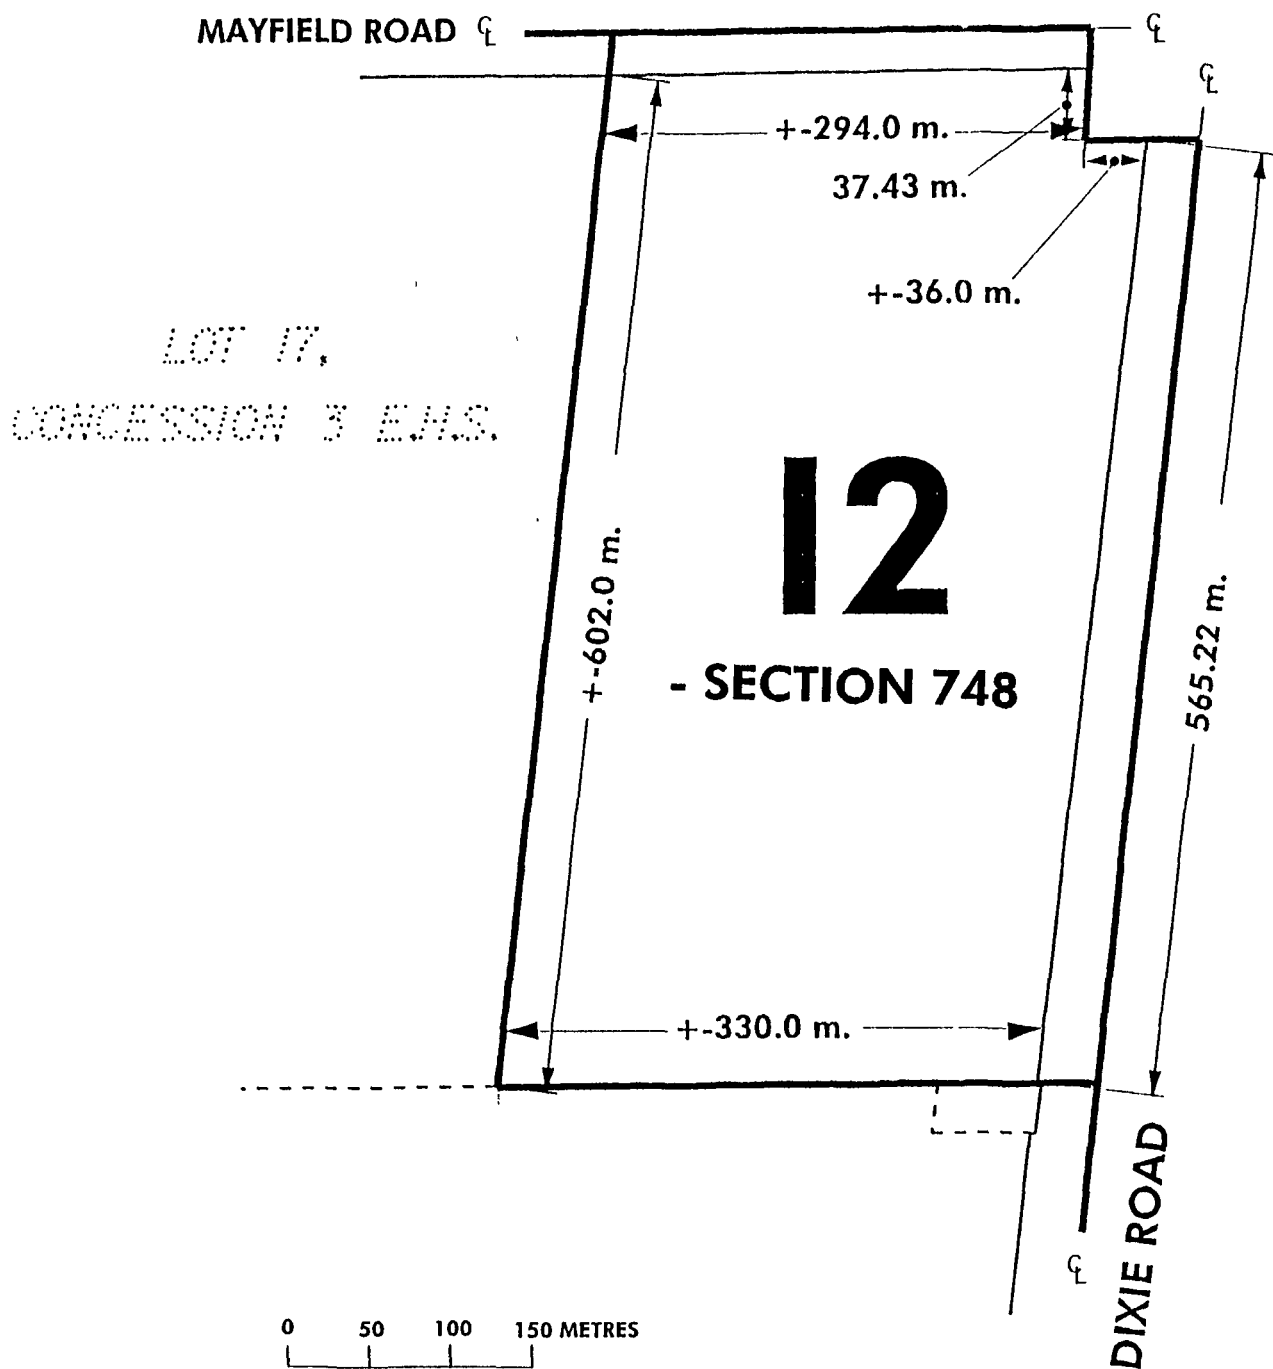 MAYFIELD ROAD ℄
℄
℄
+-294.0 m.
37.43 m.
+-36.0 m.
LOT 17,
CONCESSION 3 E.H.S.
12
- SECTION 748
+-602.0 m.
565.22 m.
+-330.0 m.
DIXIE ROAD
℄
0 50 100 150 METRES